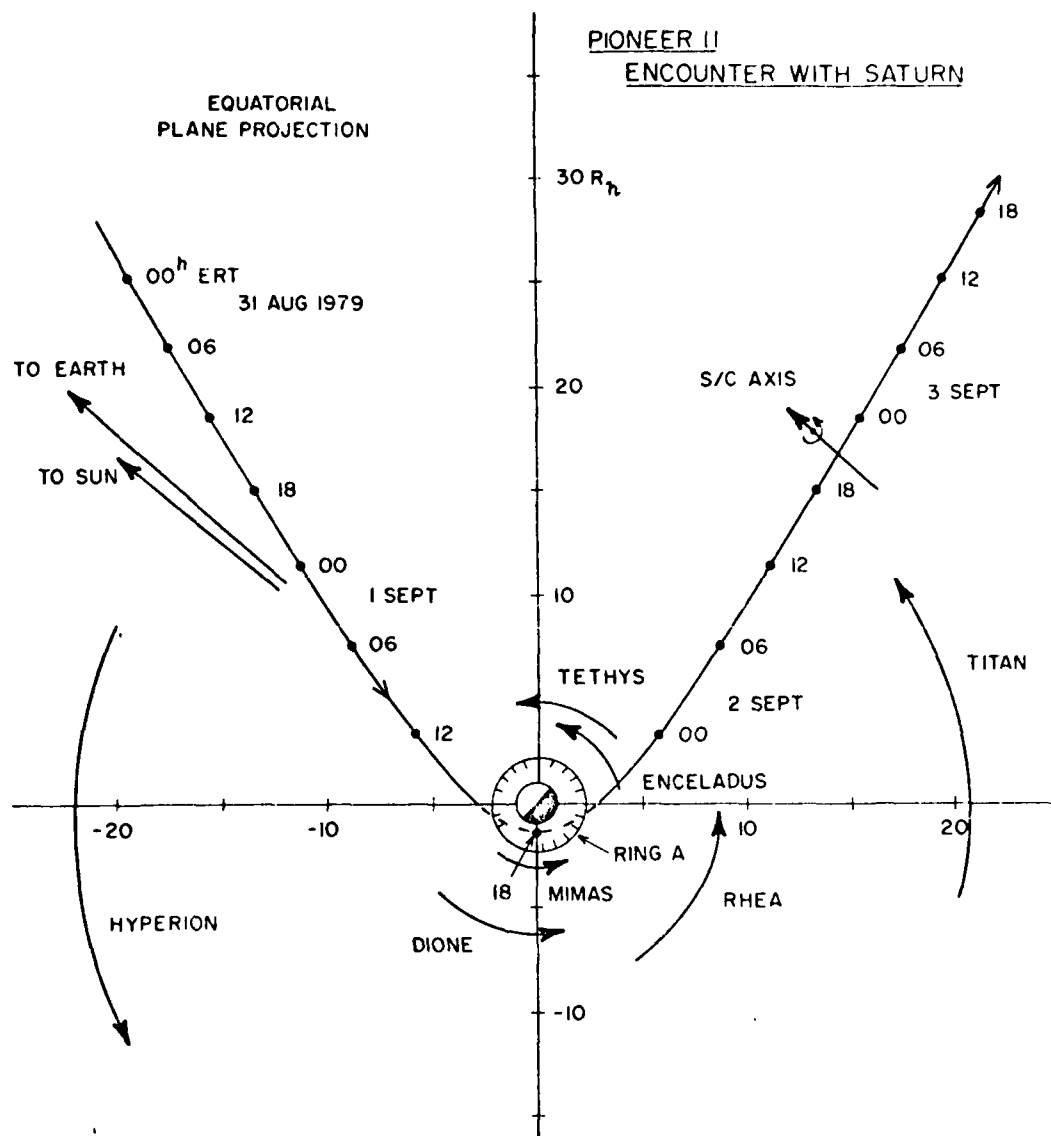 PIONEER 11
ENCOUNTER WITH SATURN
EQUATORIAL
PLANE PROJECTION
30 R♄
18
00ʰ ERT
12
31 AUG 1979
06
06
TO EARTH
20
S/C AXIS
3 SEPT
12
00
TO SUN
18
18
00
12
1 SEPT
10
06
06
TETHYS
TITAN
2 SEPT
12
00
ENCELADUS
-20
-10
10
20
RING A
18
MIMAS
RHEA
HYPERION
DIONE
-10